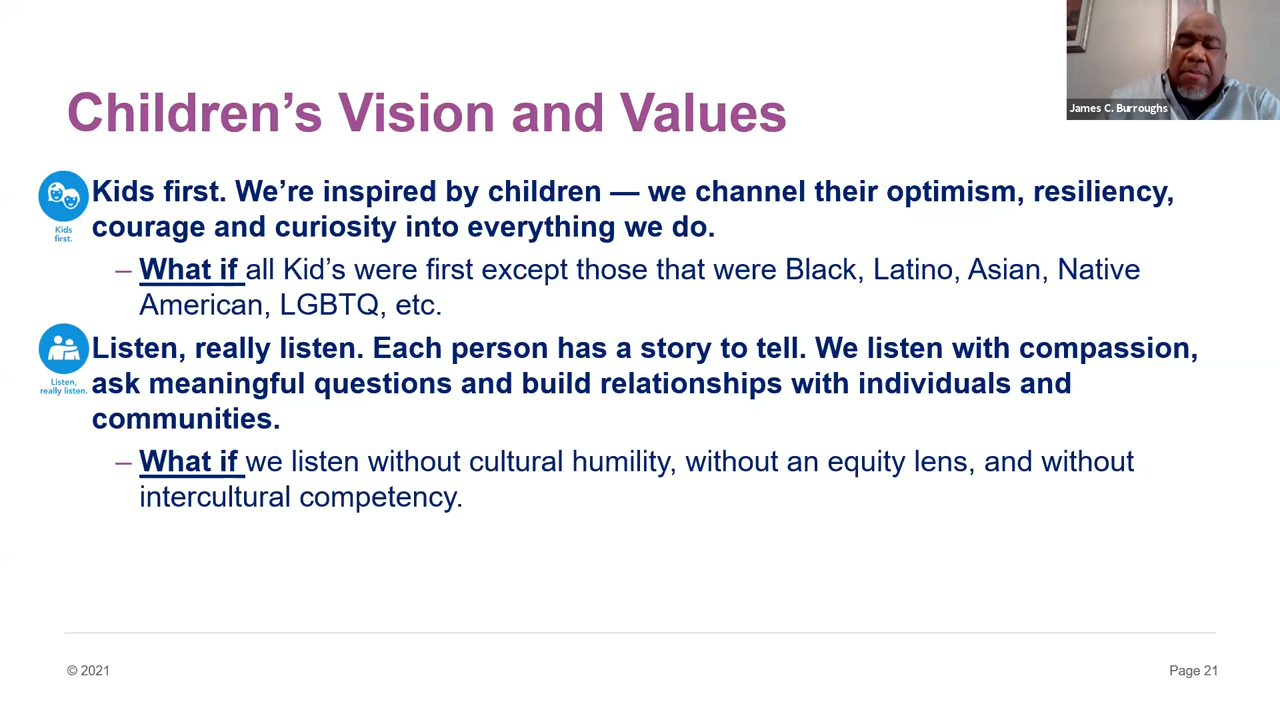 James C. Burroughs
Children’s Vision and Values
Kids first. We’re inspired by children — we channel their optimism, resiliency,
courage and curiosity into everything we do.
Kids
first.
– What if all Kid’s were first except those that were Black, Latino, Asian, Native
American, LGBTQ, etc.
Listen, really listen. Each person has a story to tell. We listen with compassion,
ask meaningful questions and build relationships with individuals and
communities.
Listen,
really listen.
– What if we listen without cultural humility, without an equity lens, and without
intercultural competency.
© 2021
Page 21